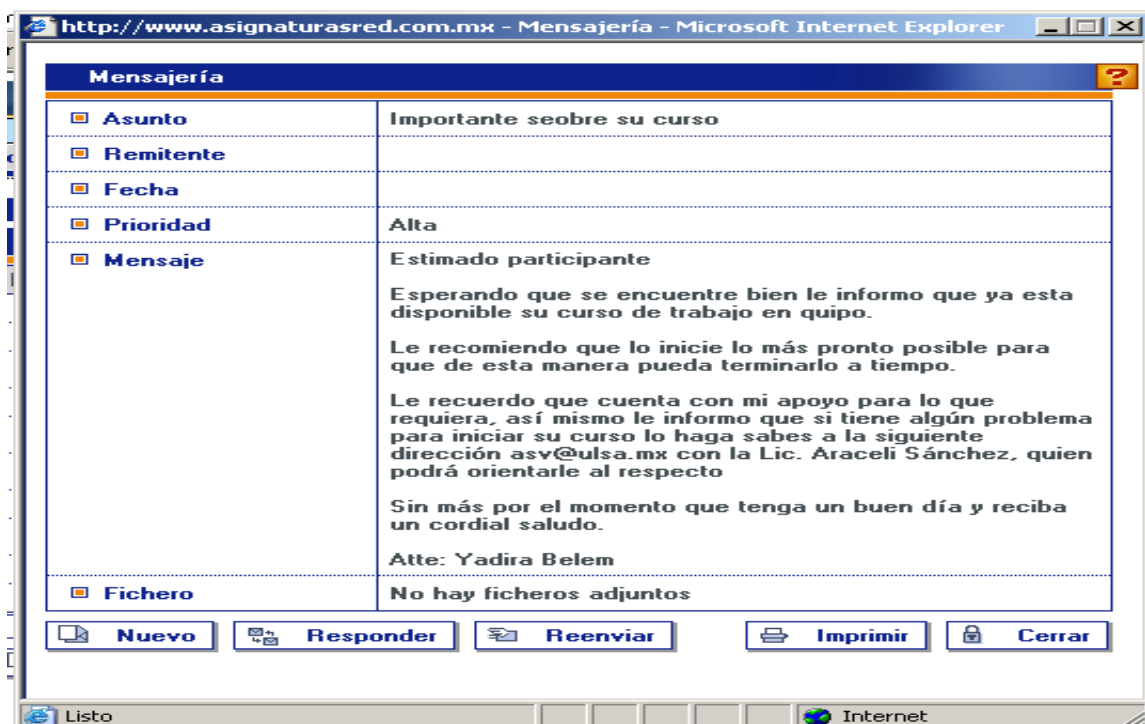 http://www.asignaturasred.com.mx - Mensajería - Microsoft Internet Explorer
Mensajería
?
Asunto Importante seobre su curso
Remitente
Fecha
Prioridad Alta
Mensaje Estimado participante
Esperando que se encuentre bien le informo que ya esta
disponible su curso de trabajo en quipo.
Le recomiendo que lo inicie lo más pronto posible para
que de esta manera pueda terminarlo a tiempo.
Le recuerdo que cuenta con mi apoyo para lo que
requiera, así mismo le informo que si tiene algún problema
para iniciar su curso lo haga sabes a la siguiente
dirección asv@ulsa.mx con la Lic. Araceli Sánchez, quien
podrá orientarle al respecto
Sin más por el momento que tenga un buen día y reciba
un cordial saludo.
Atte: Yadira Belem
Fichero No hay ficheros adjuntos
Nuevo Responder Reenviar Imprimir Cerrar
Listo Internet